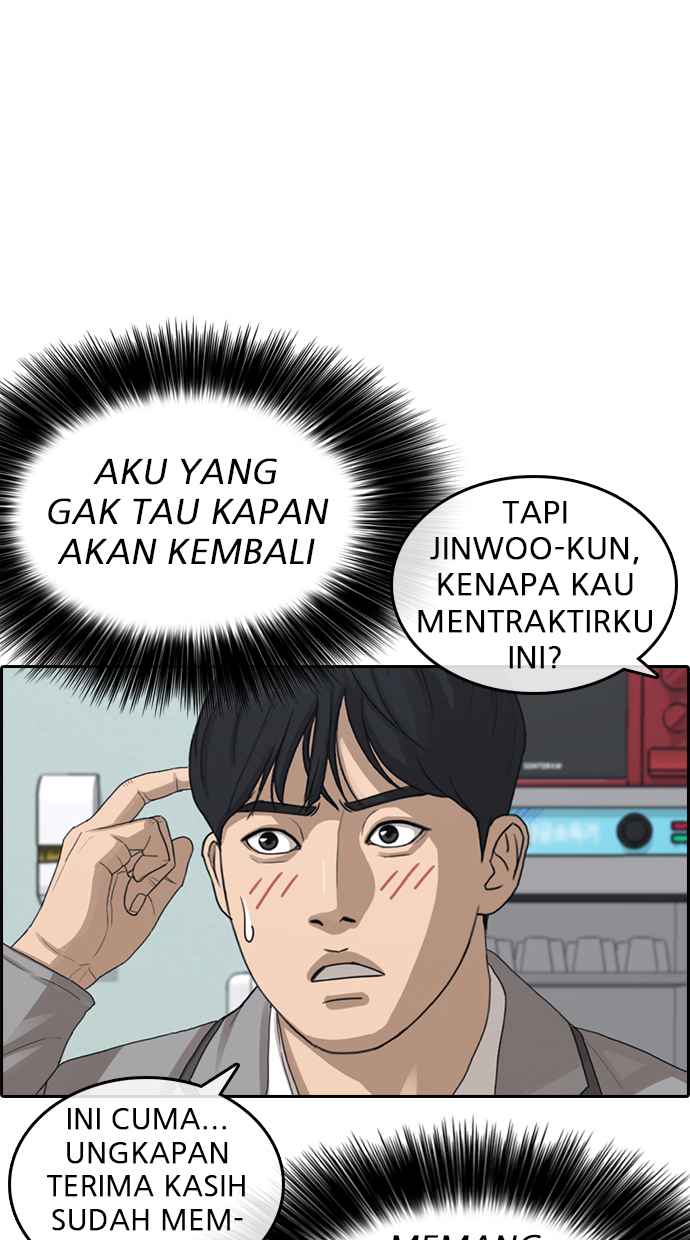 AKU YANG
GAK TAU KAPAN
AKAN KEMBALI
TAPI
JINWOO-KUN,
KENAPA KAU
MENTRAKTIRKU
INI?
INI CUMA...
UNGKAPAN
TERIMA KASIH
SUDAH MEM-
MEMANG